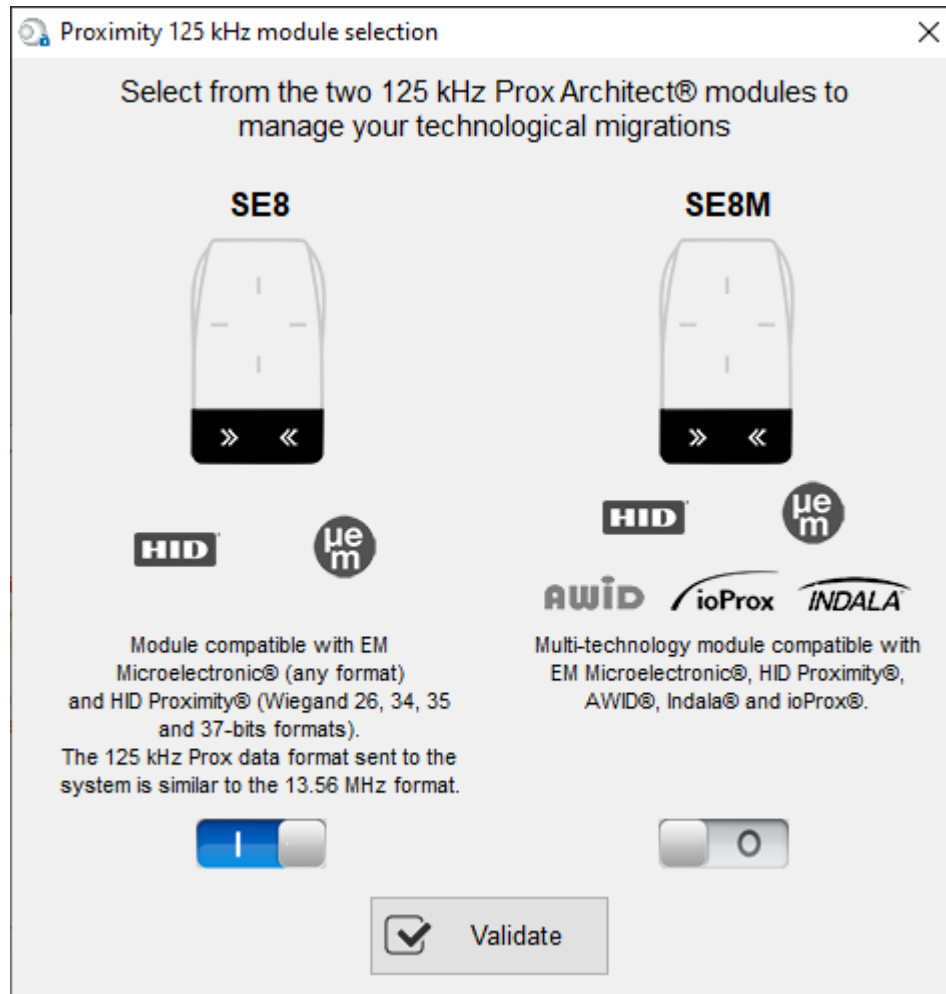 Proximity 125 kHz module selection
Select from the two 125 kHz Prox Architect® modules to
manage your technological migrations
SE8
HID
µem
Module compatible with EM
Microelectronic® (any format)
and HID Proximity® (Wiegand 26, 34, 35
and 37-bits formats).
The 125 kHz Prox data format sent to the
system is similar to the 13.56 MHz format.
I
SE8M
HID
µem
AWiD ioProx INDALA
Multi-technology module compatible with
EM Microelectronic®, HID Proximity®,
AWID®, Indala® and ioProx®.
O
Validate